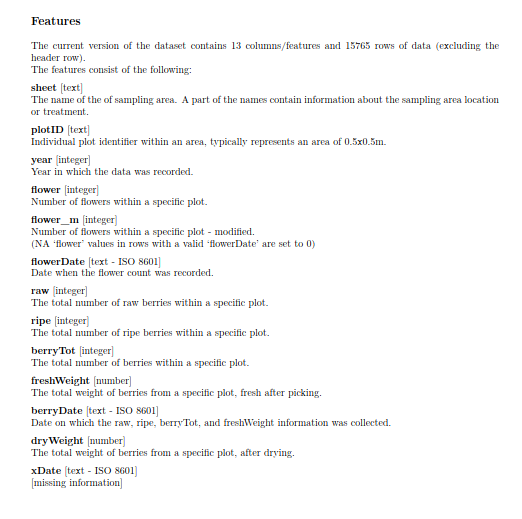 Features
The current version of the dataset contains 13 columns/features and 15765 rows of data (excluding the
header row).
The features consist of the following:
sheet [text]
The name of the of sampling area. A part of the names contain information about the sampling area location
or treatment.
plotID [text]
Individual plot identifier within an area, typically represents an area of 0.5x0.5m.
year [integer]
Year in which the data was recorded.
flower [integer]
Number of flowers within a specific plot.
flower_m [integer]
Number of flowers within a specific plot - modified.
(NA ‘flower’ values in rows with a valid ‘flowerDate’ are set to 0)
flowerDate [text - ISO 8601]
Date when the flower count was recorded.
raw [integer]
The total number of raw berries within a specific plot.
ripe [integer]
The total number of ripe berries within a specific plot.
berryTot [integer]
The total number of berries within a specific plot.
freshWeight [number]
The total weight of berries from a specific plot, fresh after picking.
berryDate [text - ISO 8601]
Date on which the raw, ripe, berryTot, and freshWeight information was collected.
dryWeight [number]
The total weight of berries from a specific plot, after drying.
xDate [text - ISO 8601]
[missing information]